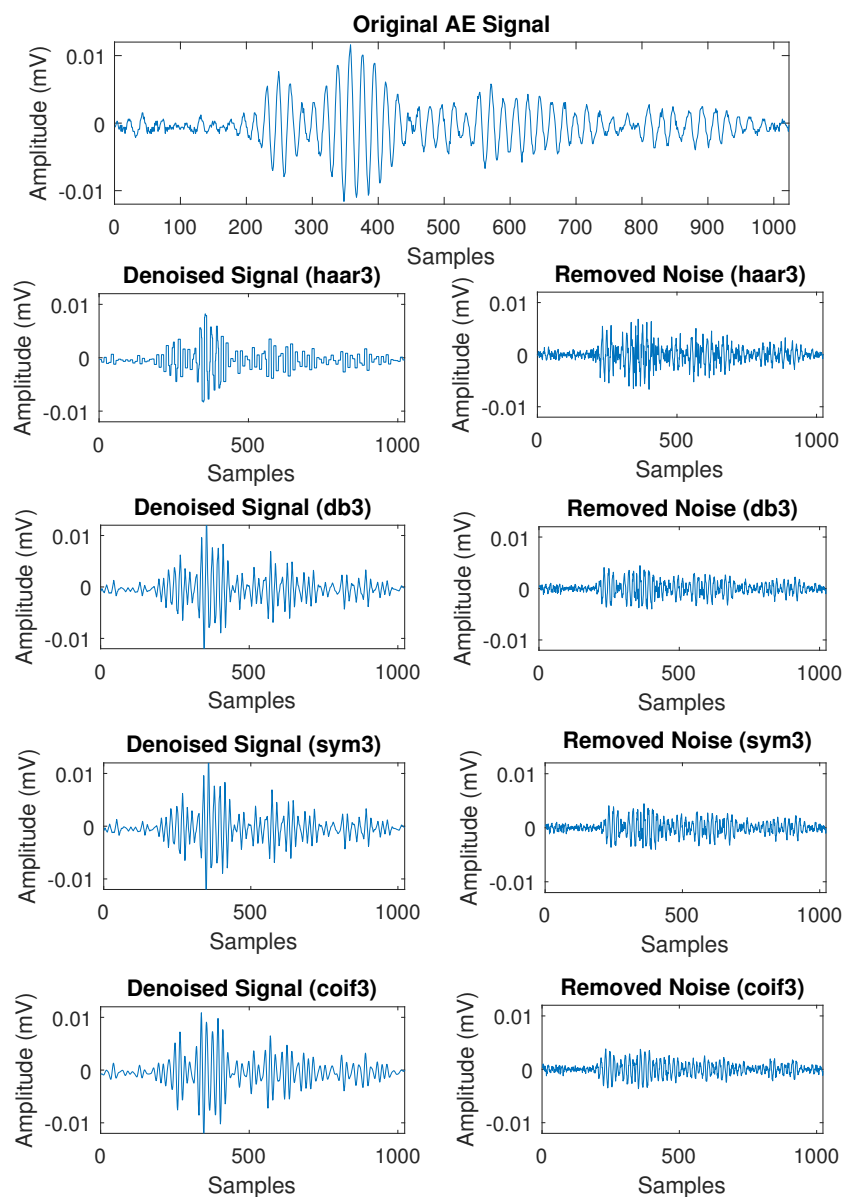 Original AE Signal
Amplitude (mV)
0.01
0
-0.01
0 100 200 300 400 500 600 700 800 900 1000
Samples
Denoised Signal (haar3)
Amplitude (mV)
0.01
0
-0.01
0 500 1000
Samples
Removed Noise (haar3)
Amplitude (mV)
0.01
0
-0.01
0 500 1000
Samples
Denoised Signal (db3)
Amplitude (mV)
0.01
0
-0.01
0 500 1000
Samples
Removed Noise (db3)
Amplitude (mV)
0.01
0
-0.01
0 500 1000
Samples
Denoised Signal (sym3)
Amplitude (mV)
0.01
0
-0.01
0 500 1000
Samples
Removed Noise (sym3)
Amplitude (mV)
0.01
0
-0.01
0 500 1000
Samples
Denoised Signal (coif3)
Amplitude (mV)
0.01
0
-0.01
0 500 1000
Samples
Removed Noise (coif3)
Amplitude (mV)
0.01
0
-0.01
0 500 1000
Samples